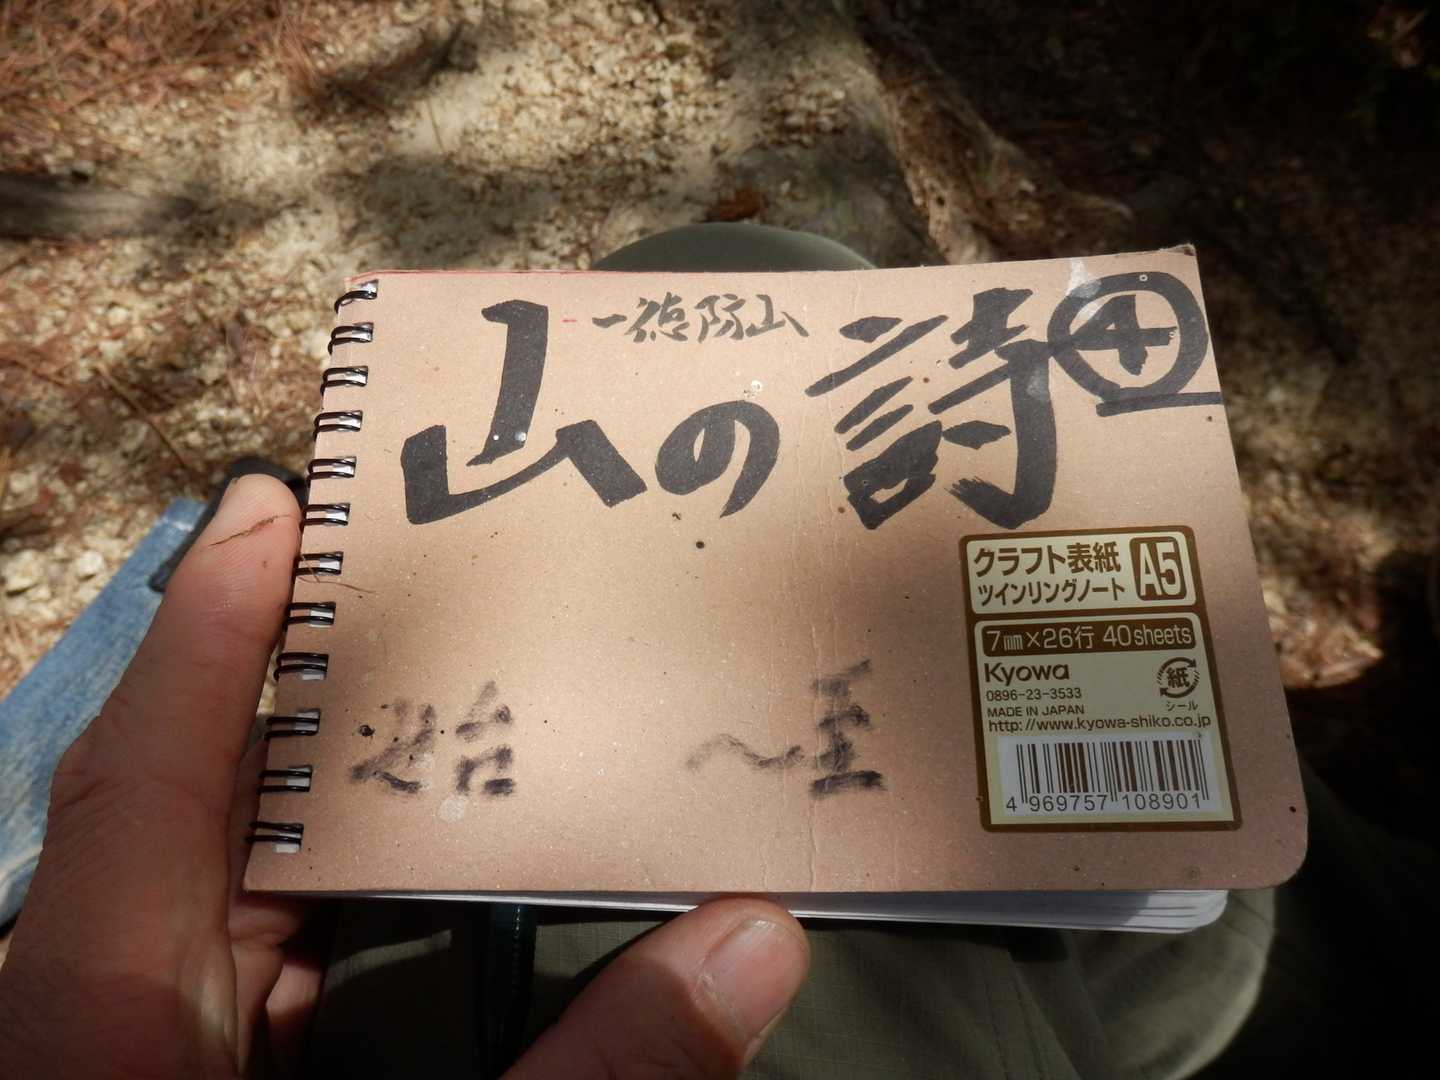 一徳防山
山の詩 ④
クラフト表紙
ツインリングノート A5
7mm×26行 40sheets
Kyowa
0896-23-3533
MADE IN JAPAN
http://www.kyowa-shiko.co.jp
紙
シール
4 969757 108901
始 〜 至